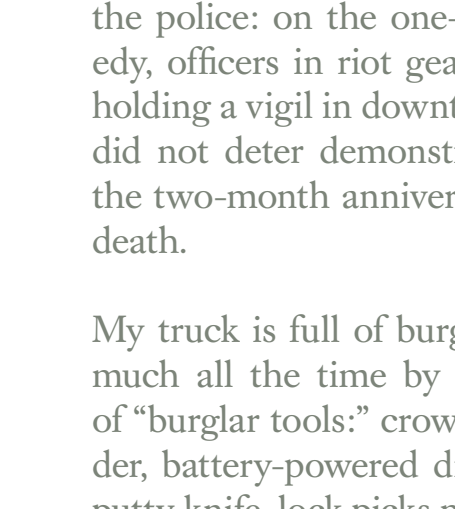 the police: on the one-
edy, officers in riot gea
holding a vigil in downt
did not deter demonst
the two-month anniver
death.
My truck is full of burg
much all the time by
of “burglar tools:” crow
der, battery-powered d
putty knife, lock picks